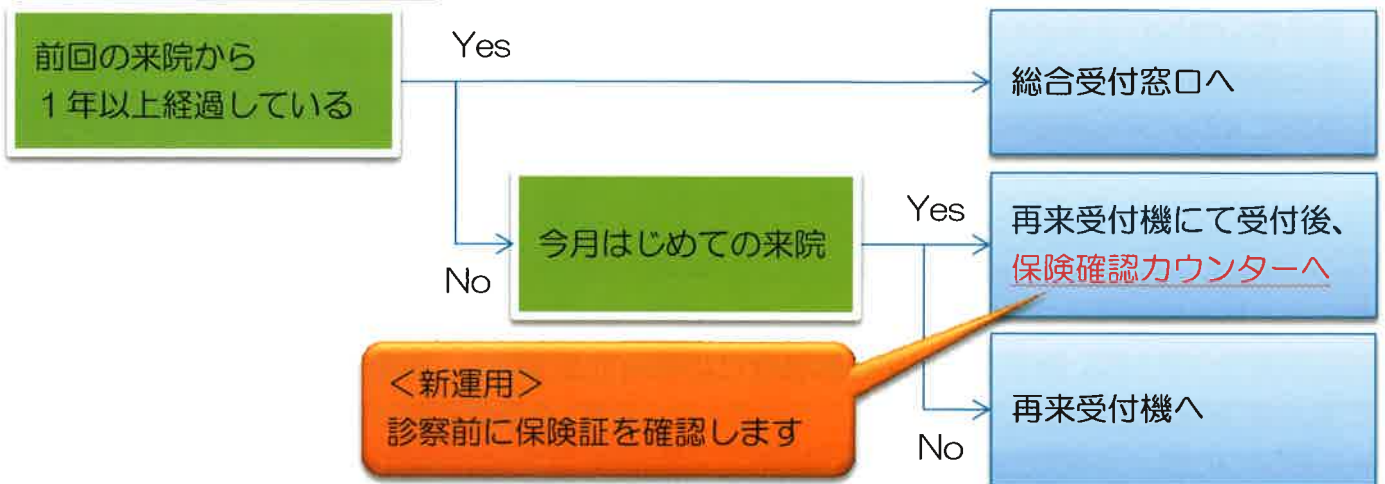 前回の来院から
１年以上経過している
Yes
総合受付窓口へ
No
今月はじめての来院
Yes
再来受付機にて受付後、
保険確認カウンターへ
＜新運用＞
診察前に保険証を確認します
No
再来受付機へ